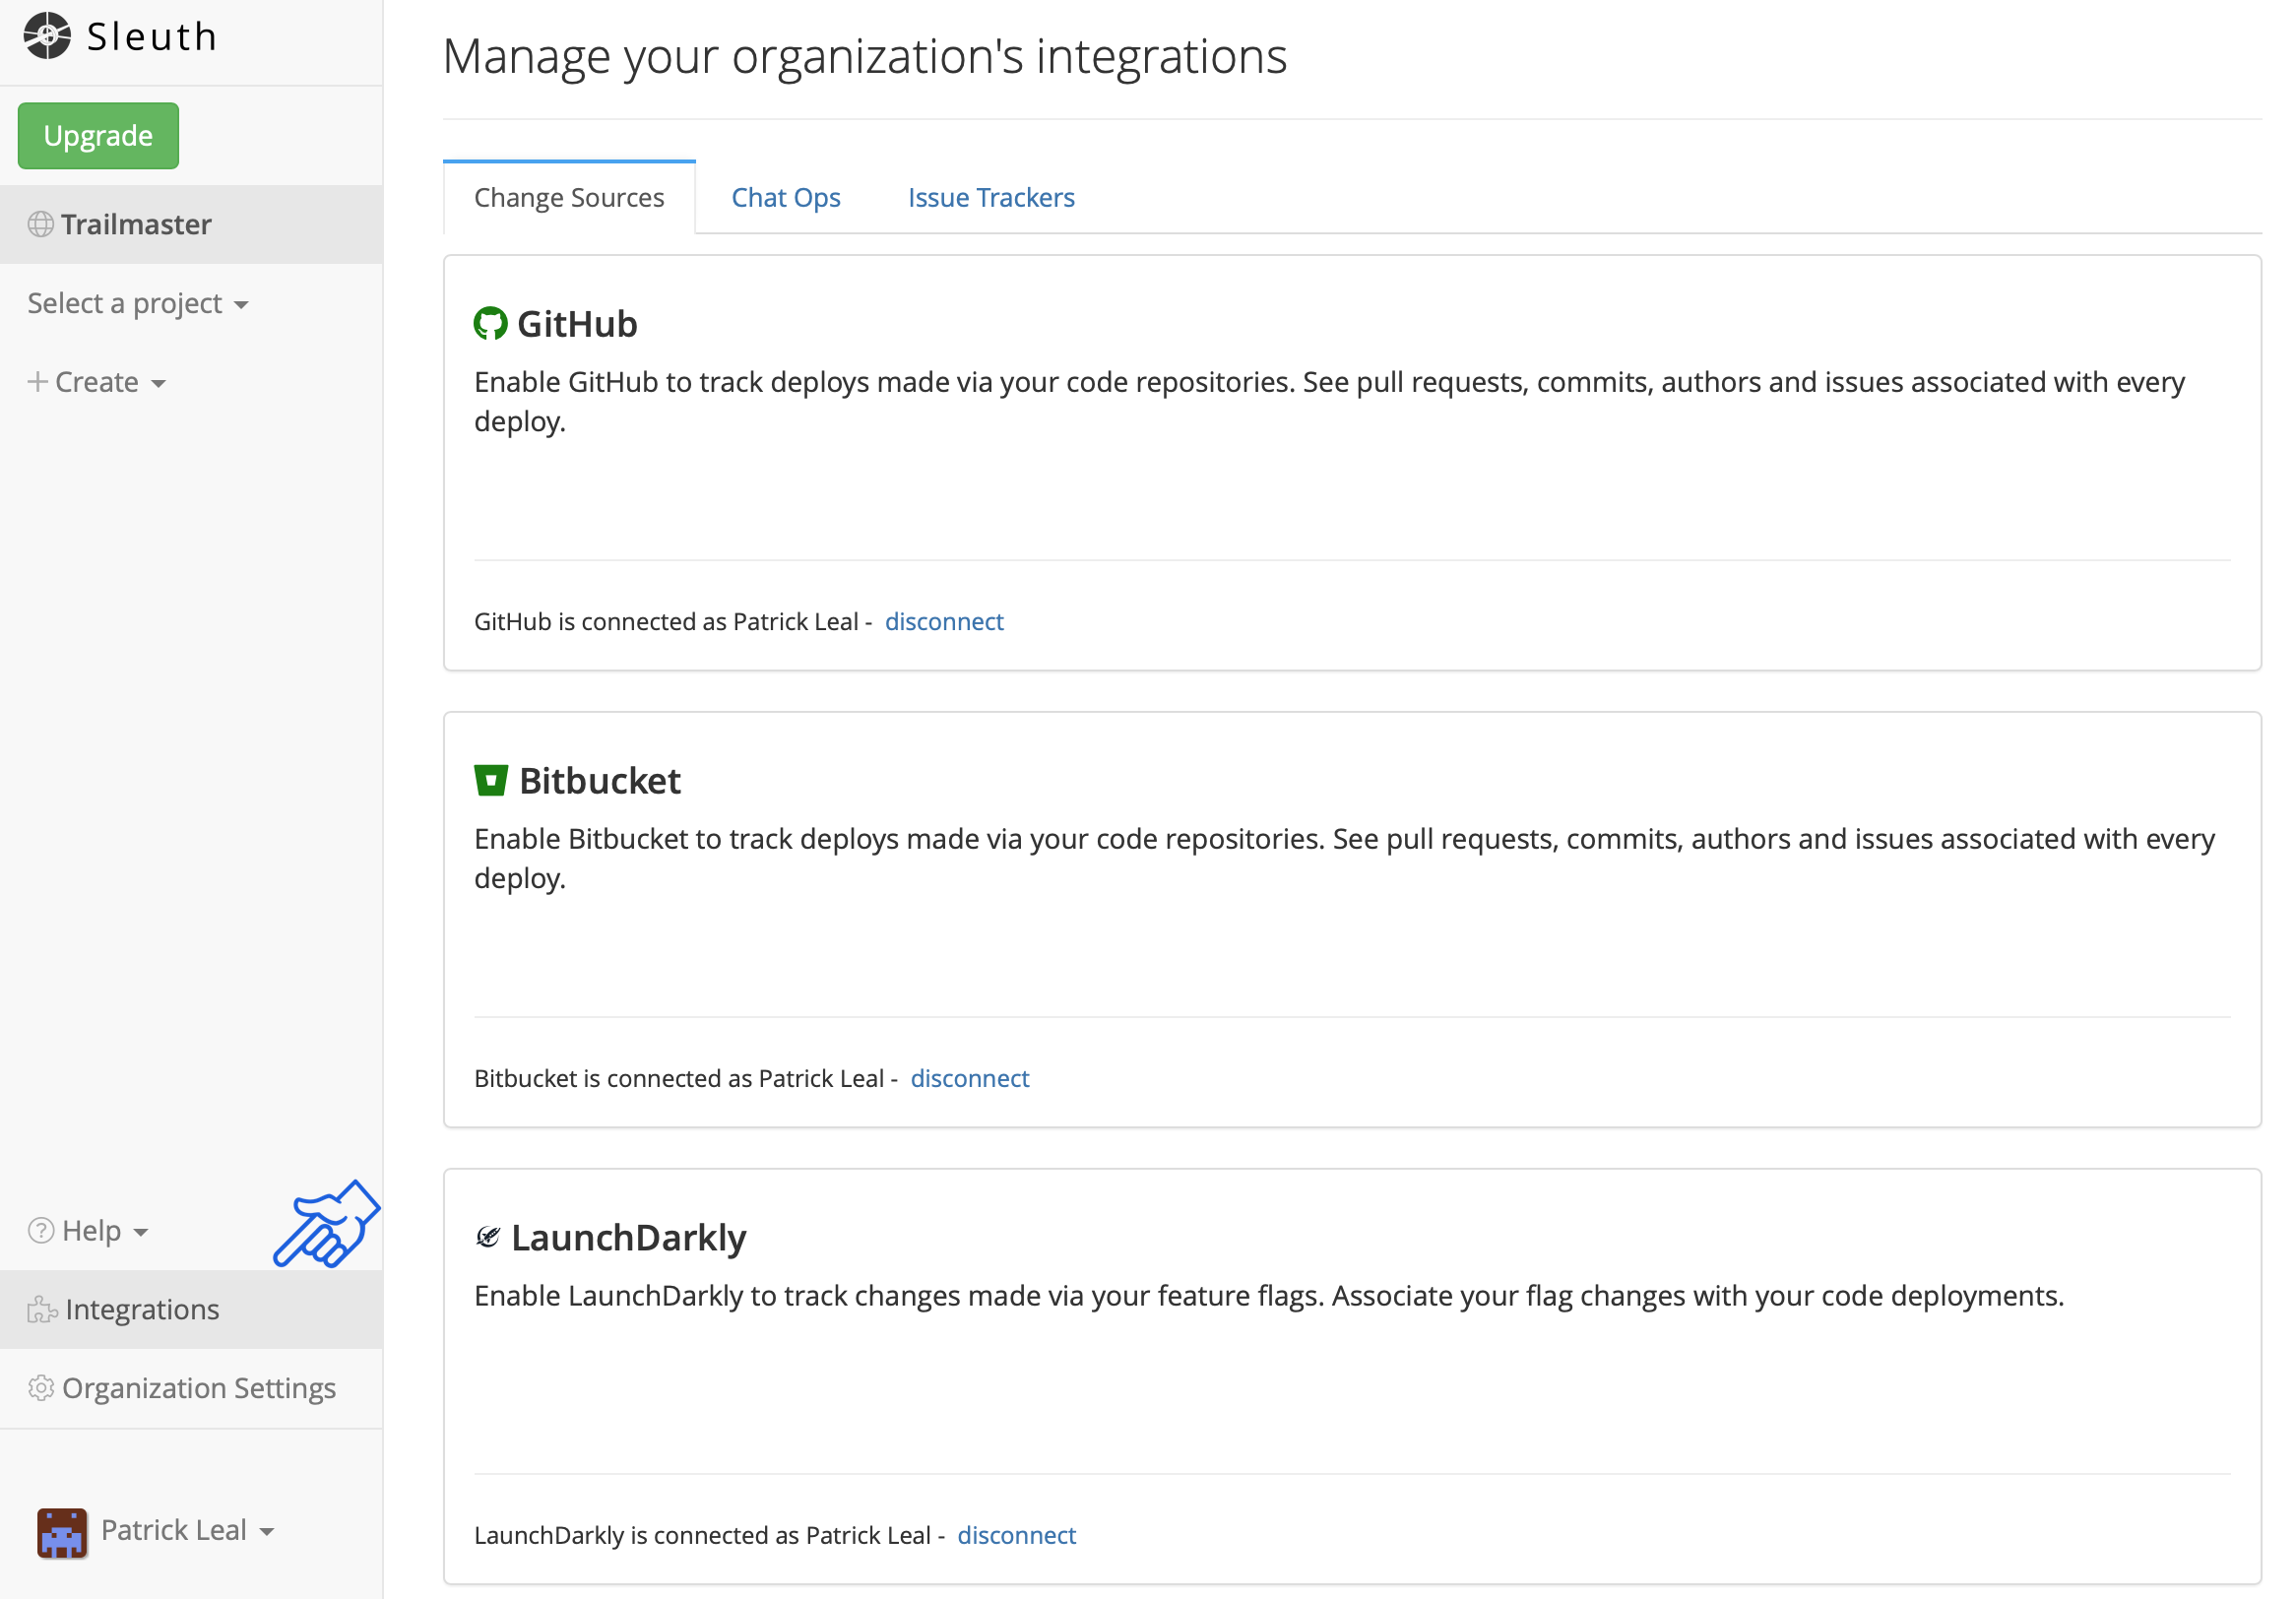 Sleuth
Upgrade
Trailmaster
Select a project
Create
Help
Integrations
Organization Settings
Patrick Leal
Manage your organization's integrations
Change Sources
Chat Ops
Issue Trackers
GitHub
Enable GitHub to track deploys made via your code repositories. See pull requests, commits, authors and issues associated with every
deploy.
GitHub is connected as Patrick Leal - disconnect
Bitbucket
Enable Bitbucket to track deploys made via your code repositories. See pull requests, commits, authors and issues associated with every
deploy.
Bitbucket is connected as Patrick Leal - disconnect
LaunchDarkly
Enable LaunchDarkly to track changes made via your feature flags. Associate your flag changes with your code deployments.
LaunchDarkly is connected as Patrick Leal - disconnect